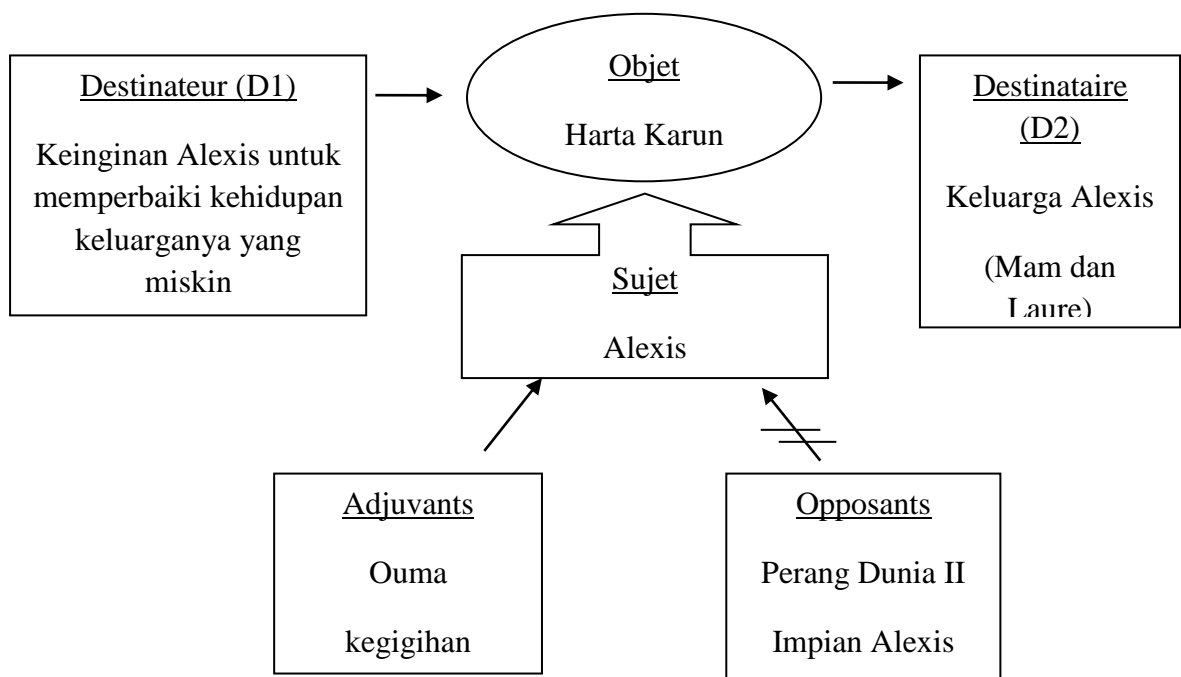 Destinateur (D1)
Keinginan Alexis untuk
memperbaiki kehidupan
keluarganya yang
miskin
Objet
Harta Karun
Destinataire
(D2)
Keluarga Alexis
(Mam dan
Laure)
Sujet
Alexis
Adjuvants
Ouma
kegigihan
Opposants
Perang Dunia II
Impian Alexis